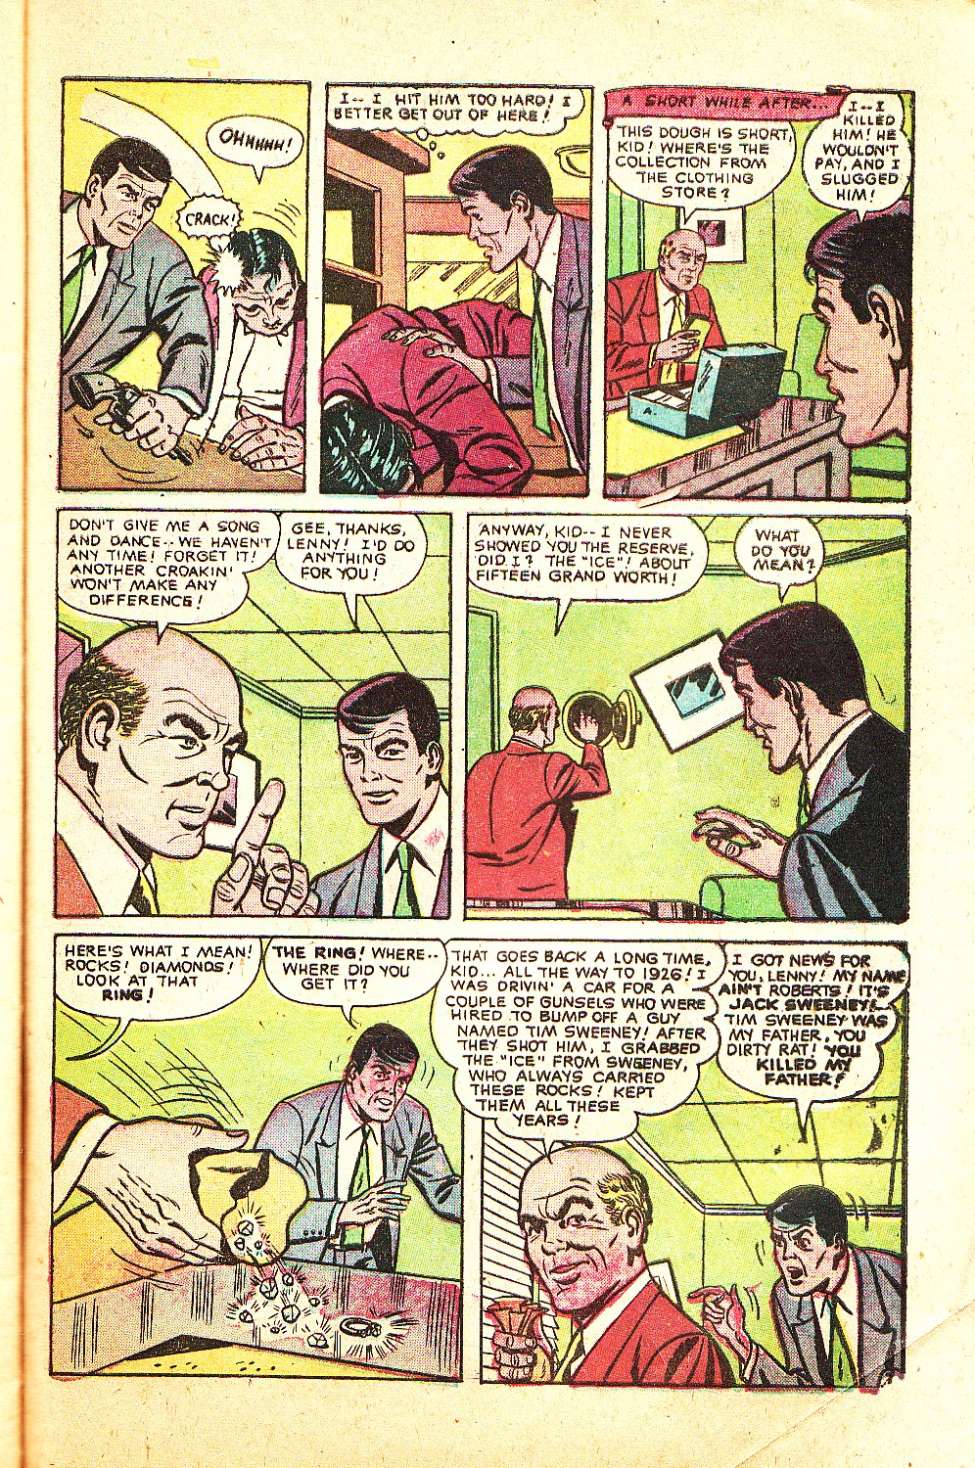 OHHHHH!
CRACK!
I-- I HIT HIM TOO HARD! I
BETTER GET OUT OF HERE!
A SHORT WHILE AFTER...
THIS DOUGH IS SHORT,
KID! WHERE'S THE
COLLECTION FROM
THE CLOTHING
STORE?
I--I
KILLED
HIM! HE
WOULDN'T
PAY, AND I
SLUGGED
HIM!
DON'T GIVE ME A SONG
AND DANCE-- WE HAVEN'T
ANY TIME! FORGET IT!
ANOTHER CROAKIN'
WON'T MAKE ANY
DIFFERENCE!
GEE, THANKS,
LENNY! I'D DO
ANYTHING
FOR YOU!
ANYWAY, KID-- I NEVER
SHOWED YOU THE RESERVE,
DID I? THE "ICE"! ABOUT
FIFTEEN GRAND WORTH!
WHAT
DO YOU
MEAN?
HERE'S WHAT I MEAN!
ROCKS! DIAMONDS!
LOOK AT THAT
RING!
THE RING! WHERE--
WHERE DID YOU
GET IT?
THAT GOES BACK A LONG TIME,
KID... ALL THE WAY TO 1926! I
WAS DRIVIN' A CAR FOR A
COUPLE OF GUNSELS WHO WERE
HIRED TO BUMP OFF A GUY
NAMED TIM SWEENEY! AFTER
THEY SHOT HIM, I GRABBED
THE "ICE" FROM SWEENEY,
WHO ALWAYS CARRIED
THESE ROCKS! KEPT
THEM ALL THESE
YEARS!
I GOT NEWS FOR
YOU, LENNY! MY NAME
AIN'T ROBERTS! IT'S
JACK SWEENEY!
TIM SWEENEY WAS
MY FATHER, YOU
DIRTY RAT! YOU
KILLED MY
FATHER!